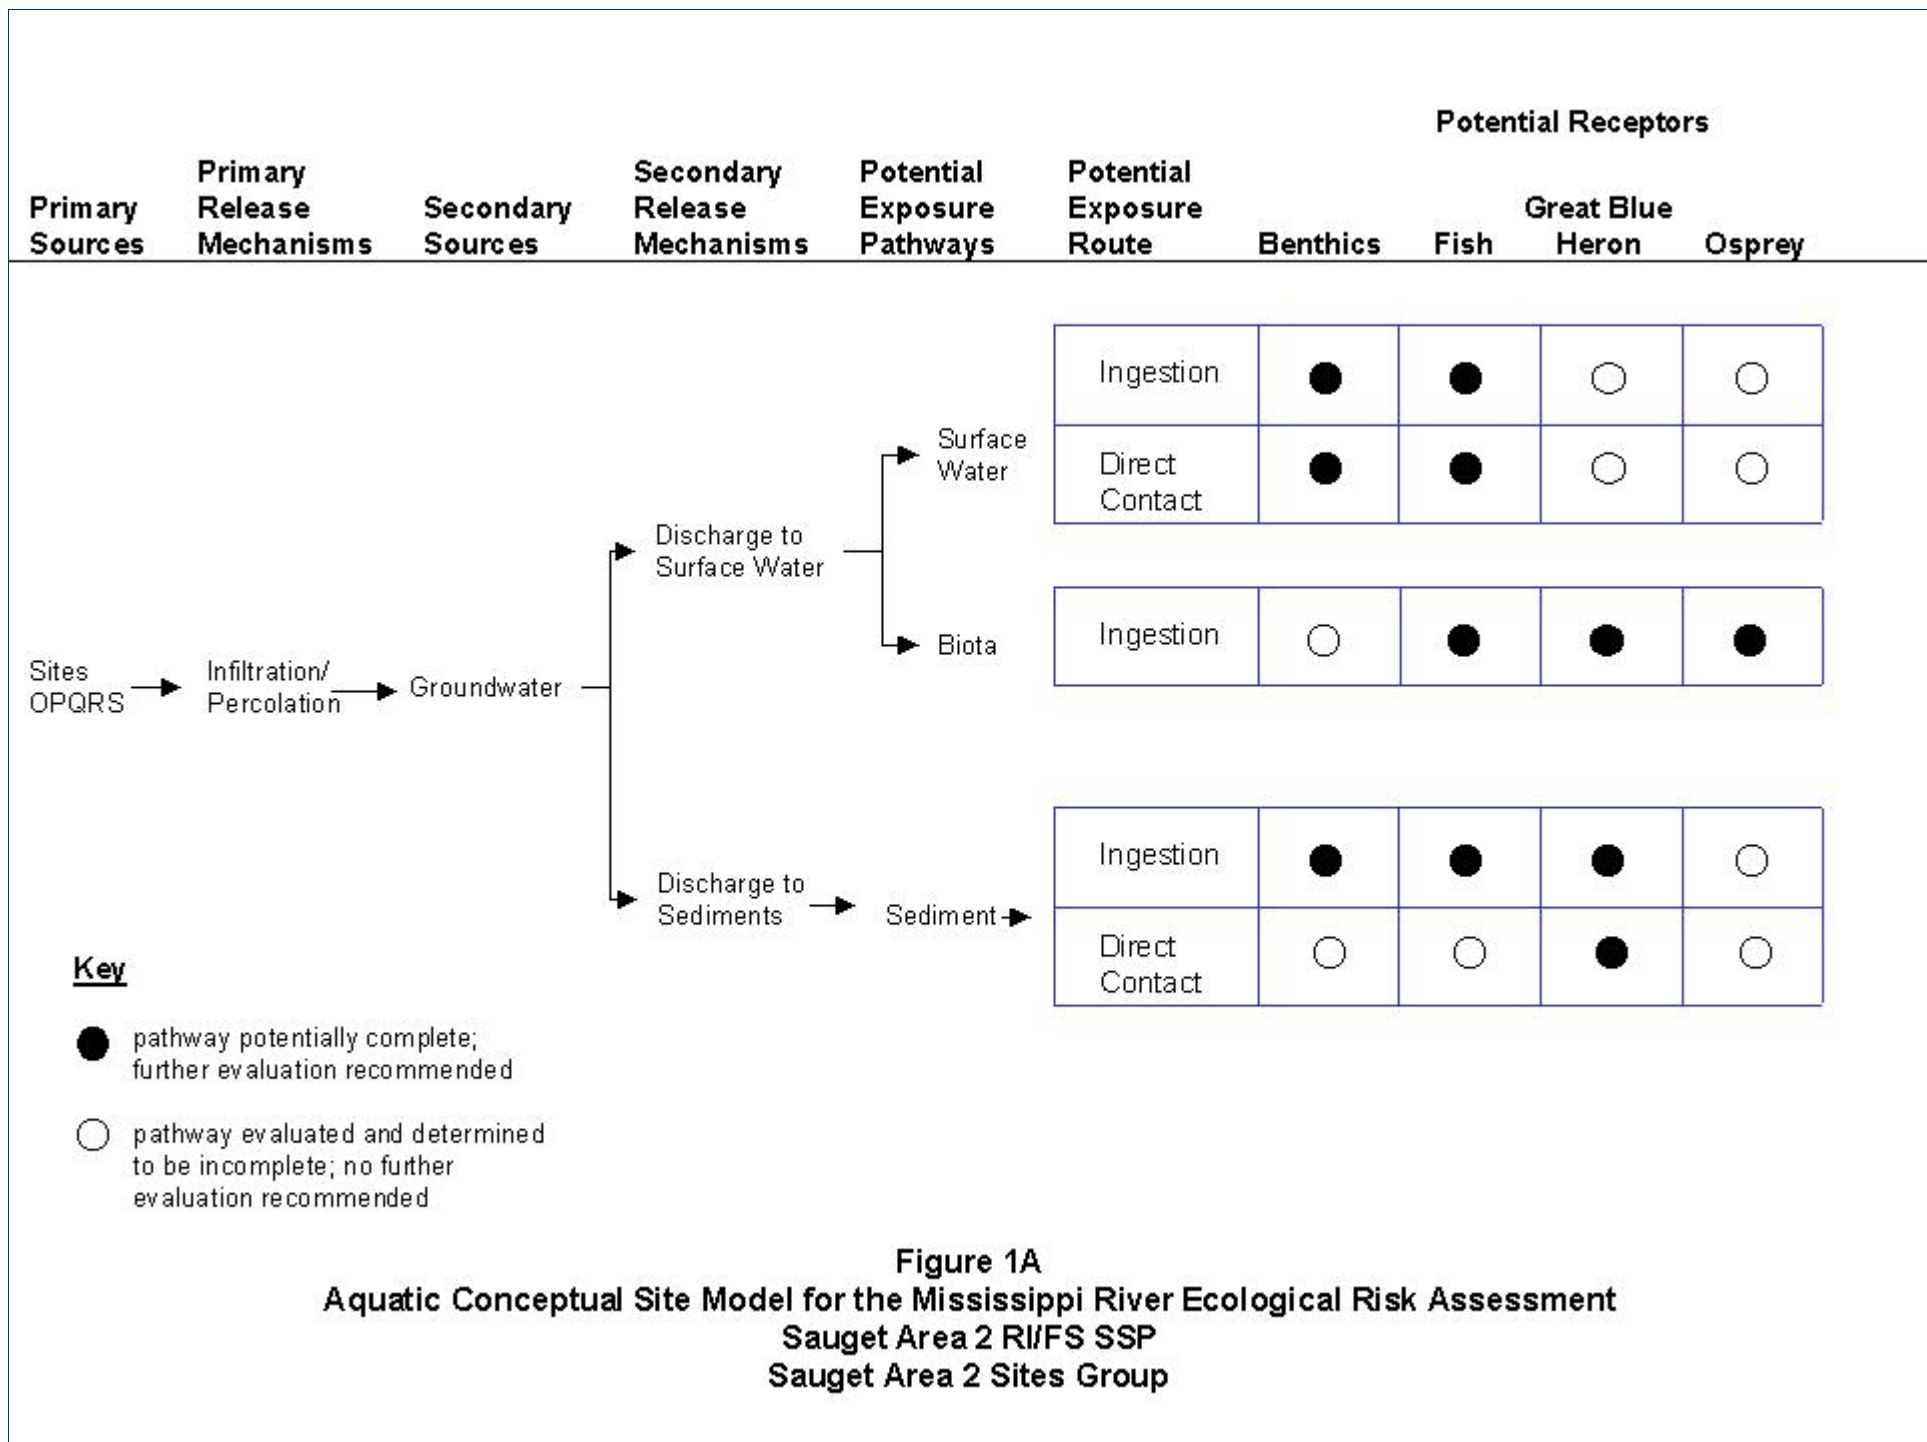 Potential Receptors
Primary
Sources
Primary
Release
Mechanisms
Secondary
Sources
Secondary
Release
Mechanisms
Potential
Exposure
Pathways
Potential
Exposure
Route
Benthics
Fish
Great Blue
Heron
Osprey
Ingestion
Direct
Contact
Surface
Water
Discharge to
Surface Water
Biota
Ingestion
Sites
OPQRS
Infiltration/
Percolation
Groundwater
Ingestion
Discharge to
Sediments
Sediment
Direct
Contact
Key
pathway potentially complete;
further evaluation recommended
pathway evaluated and determined
to be incomplete; no further
evaluation recommended
Figure 1A
Aquatic Conceptual Site Model for the Mississippi River Ecological Risk Assessment
Sauget Area 2 RI/FS SSP
Sauget Area 2 Sites Group